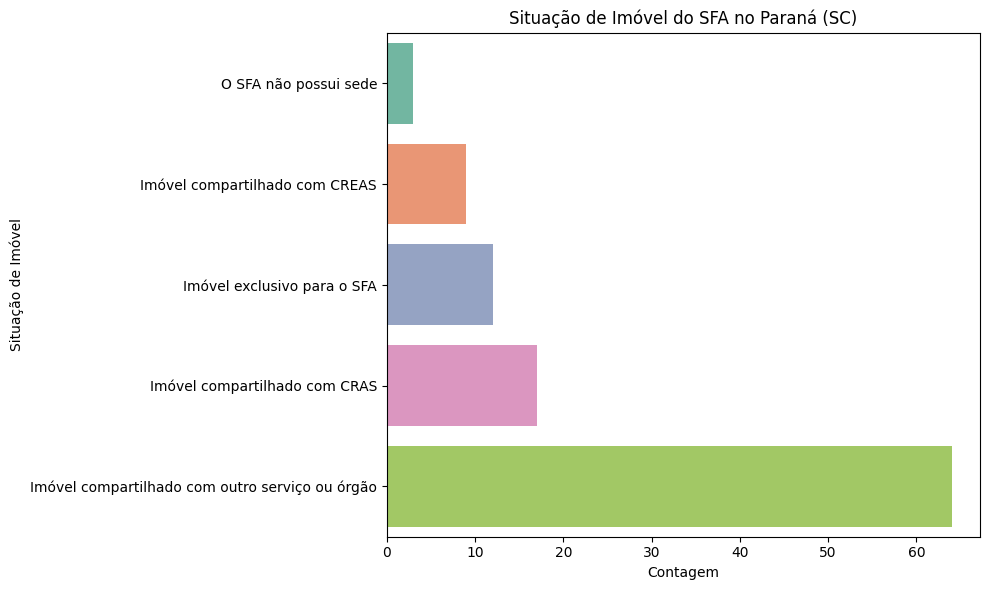 Situação de Imóvel do SFA no Paraná (SC)
Situação de Imóvel
O SFA não possui sede
Imóvel compartilhado com CREAS
Imóvel exclusivo para o SFA
Imóvel compartilhado com CRAS
Imóvel compartilhado com outro serviço ou órgão
0 10 20 30 40 50 60
Contagem